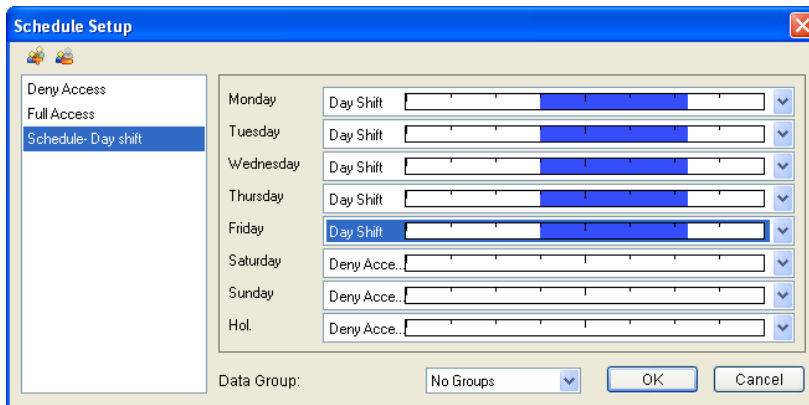 Schedule Setup
Deny Access
Full Access
Schedule- Day shift
Monday Day Shift
Tuesday Day Shift
Wednesday Day Shift
Thursday Day Shift
Friday Day Shift
Saturday Deny Acce...
Sunday Deny Acce...
Hol. Deny Acce...
Data Group: No Groups OK Cancel